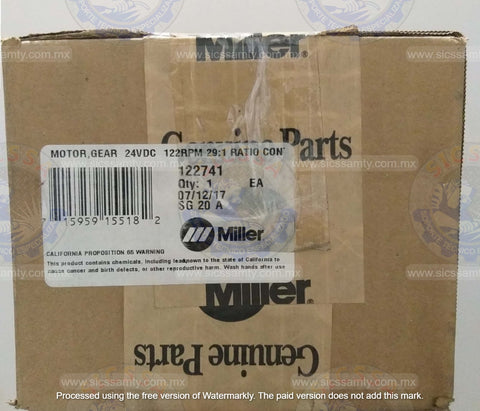 www.sicssamty.com.mx
Miller®
Genuine Parts
MOTOR,GEAR 24VDC 122RPM 29:1 RATIO CONT
122741
Qty: 1 EA
07/12/17
SG 20 A
7 15959 15518 2
Miller
CALIFORNIA PROPOSITION 65 WARNING
This product contains chemicals, including lead, known to the state of California to
cause cancer and birth defects, or other reproductive harm. Wash hands after use
Miller®
Genuine Parts
www.sicssamty.com.mx
Processed using the free version of Watermarkly. The paid version does not add this mark.